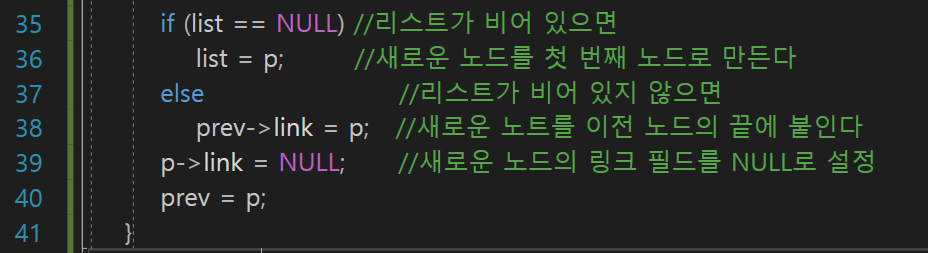 35 if (list == NULL) //리스트가 비어 있으면
36 list = p; //새로운 노드를 첫 번째 노드로 만든다
37 else //리스트가 비어 있지 않으면
38 prev->link = p; //새로운 노트를 이전 노드의 끝에 붙인다
39 p->link = NULL; //새로운 노드의 링크 필드를 NULL로 설정
40 prev = p;
41 }